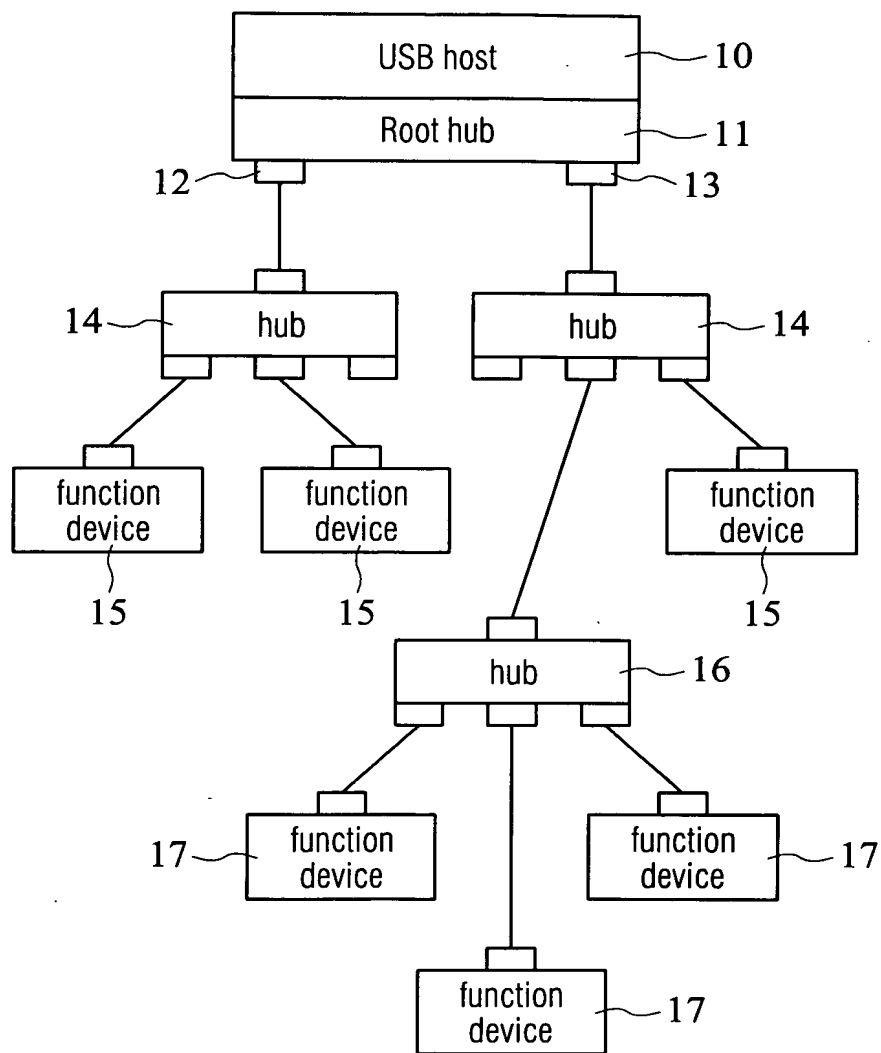 USB host
10
Root hub
11
12
13
14
hub
hub
14
function
device
15
function
device
15
function
device
15
hub
16
17
function
device
function
device
17
function
device
17